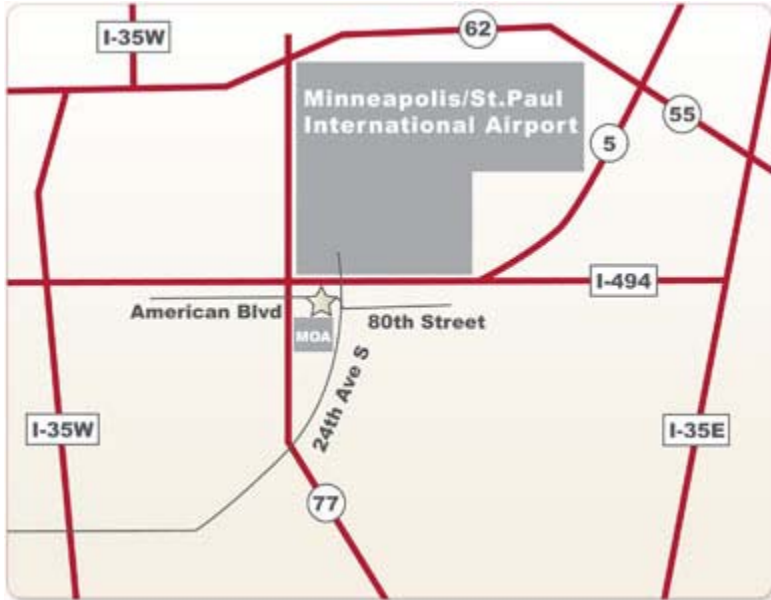 I-35W
62
Minneapolis/St.Paul
International Airport
55
5
I-494
American Blvd
80th Street
MOA
24th Ave S
I-35W
I-35E
77